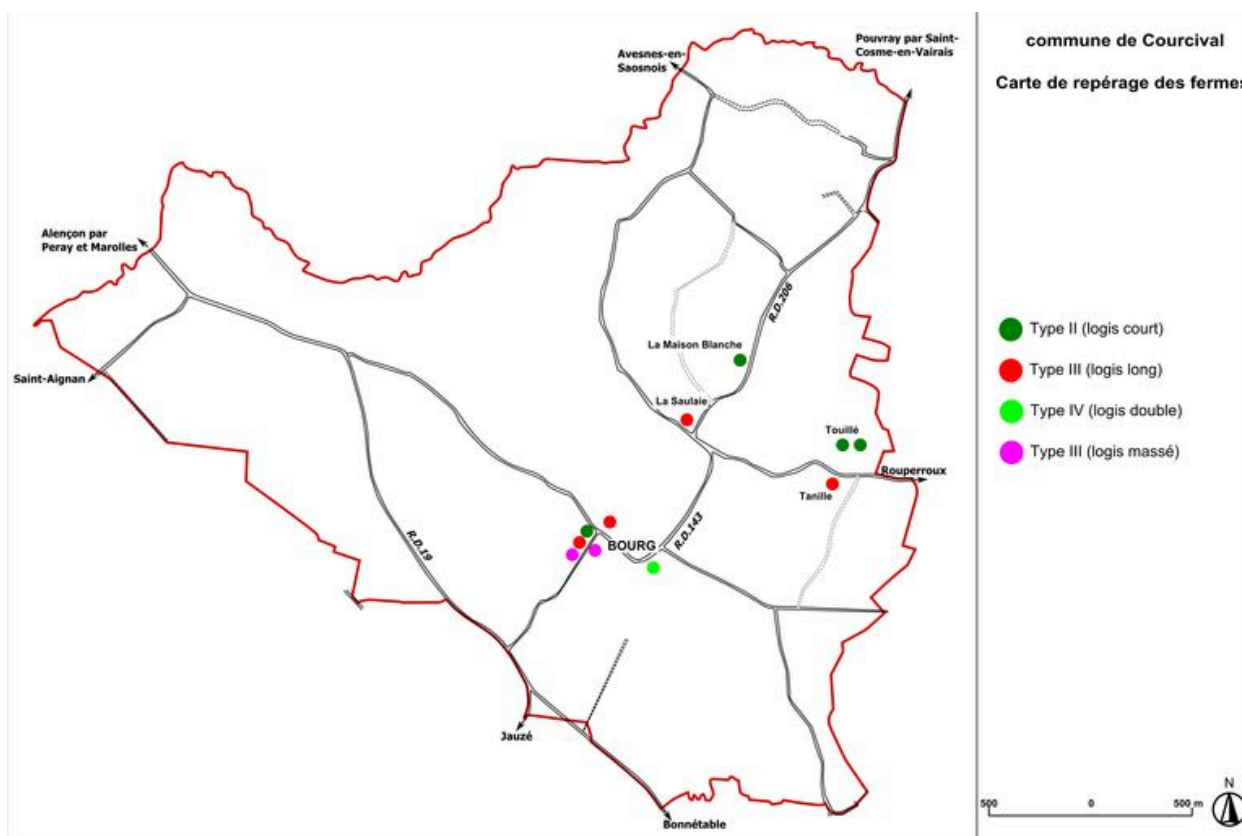 Pouvray par Saint-
Cosme-en-Vairais
Avesnes-en-
Saosnois
commune de Courcival
Carte de repérage des fermes
Alençon par
Peray et Marolles
R.D.206
Type II (logis court)
La Maison Blanche
Type III (logis long)
Saint-Aignan
La Saulaie
Type IV (logis double)
Touillé
Type III (logis massé)
Rouperroux
Tanille
R.D.143
R.D.19
BOURG
Jauzé
N
500 0 500 m
Bonnétable